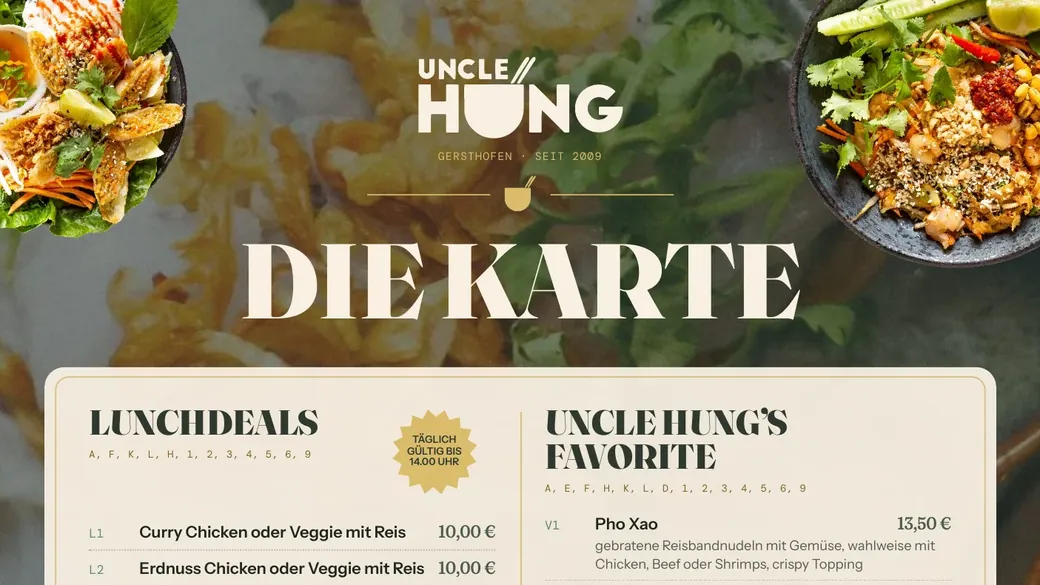 UNCLE
HUNG
GERSTHOFEN · SEIT 2009
DIE KARTE
LUNCHDEALS
A, F, K, L, H, 1, 2, 3, 4, 5, 6, 9
TÄGLICH
GÜLTIG BIS
14.00 UHR
L1 Curry Chicken oder Veggie mit Reis 10,00 €
L2 Erdnuss Chicken oder Veggie mit Reis 10,00 €
UNCLE HUNG'S
FAVORITE
A, E, F, H, K, L, D, 1, 2, 3, 4, 5, 6, 9
V1 Pho Xao 13,50 €
gebratene Reisbandnudeln mit Gemüse, wahlweise mit
Chicken, Beef oder Shrimps, crispy Topping